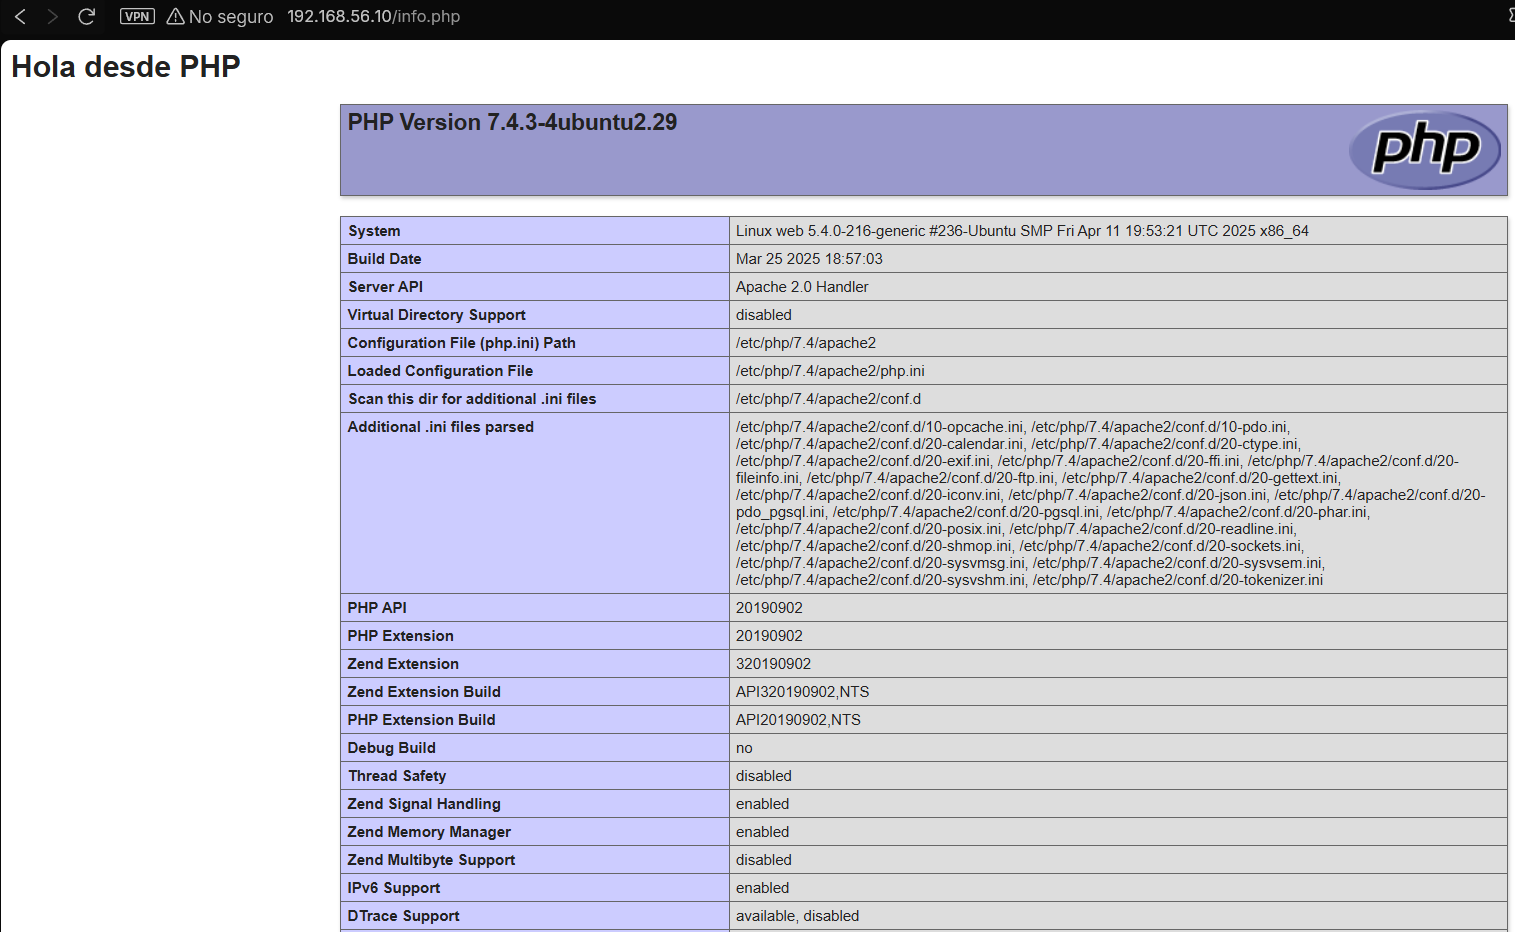 VPN No seguro 192.168.56.10/info.php
Hola desde PHP
PHP Version 7.4.3-4ubuntu2.29
php
System Linux web 5.4.0-216-generic #236-Ubuntu SMP Fri Apr 11 19:53:21 UTC 2025 x86_64
Build Date Mar 25 2025 18:57:03
Server API Apache 2.0 Handler
Virtual Directory Support disabled
Configuration File (php.ini) Path /etc/php/7.4/apache2
Loaded Configuration File /etc/php/7.4/apache2/php.ini
Scan this dir for additional .ini files /etc/php/7.4/apache2/conf.d
Additional .ini files parsed /etc/php/7.4/apache2/conf.d/10-opcache.ini, /etc/php/7.4/apache2/conf.d/10-pdo.ini,
/etc/php/7.4/apache2/conf.d/20-calendar.ini, /etc/php/7.4/apache2/conf.d/20-ctype.ini,
/etc/php/7.4/apache2/conf.d/20-exif.ini, /etc/php/7.4/apache2/conf.d/20-ffi.ini, /etc/php/7.4/apache2/conf.d/20-
fileinfo.ini, /etc/php/7.4/apache2/conf.d/20-ftp.ini, /etc/php/7.4/apache2/conf.d/20-gettext.ini,
/etc/php/7.4/apache2/conf.d/20-iconv.ini, /etc/php/7.4/apache2/conf.d/20-json.ini, /etc/php/7.4/apache2/conf.d/20-
pdo_pgsql.ini, /etc/php/7.4/apache2/conf.d/20-pgsql.ini, /etc/php/7.4/apache2/conf.d/20-phar.ini,
/etc/php/7.4/apache2/conf.d/20-posix.ini, /etc/php/7.4/apache2/conf.d/20-readline.ini,
/etc/php/7.4/apache2/conf.d/20-shmop.ini, /etc/php/7.4/apache2/conf.d/20-sockets.ini,
/etc/php/7.4/apache2/conf.d/20-sysvmsg.ini, /etc/php/7.4/apache2/conf.d/20-sysvsem.ini,
/etc/php/7.4/apache2/conf.d/20-sysvshm.ini, /etc/php/7.4/apache2/conf.d/20-tokenizer.ini
PHP API 20190902
PHP Extension 20190902
Zend Extension 320190902
Zend Extension Build API320190902,NTS
PHP Extension Build API20190902,NTS
Debug Build no
Thread Safety disabled
Zend Signal Handling enabled
Zend Memory Manager enabled
Zend Multibyte Support disabled
IPv6 Support enabled
DTrace Support available, disabled